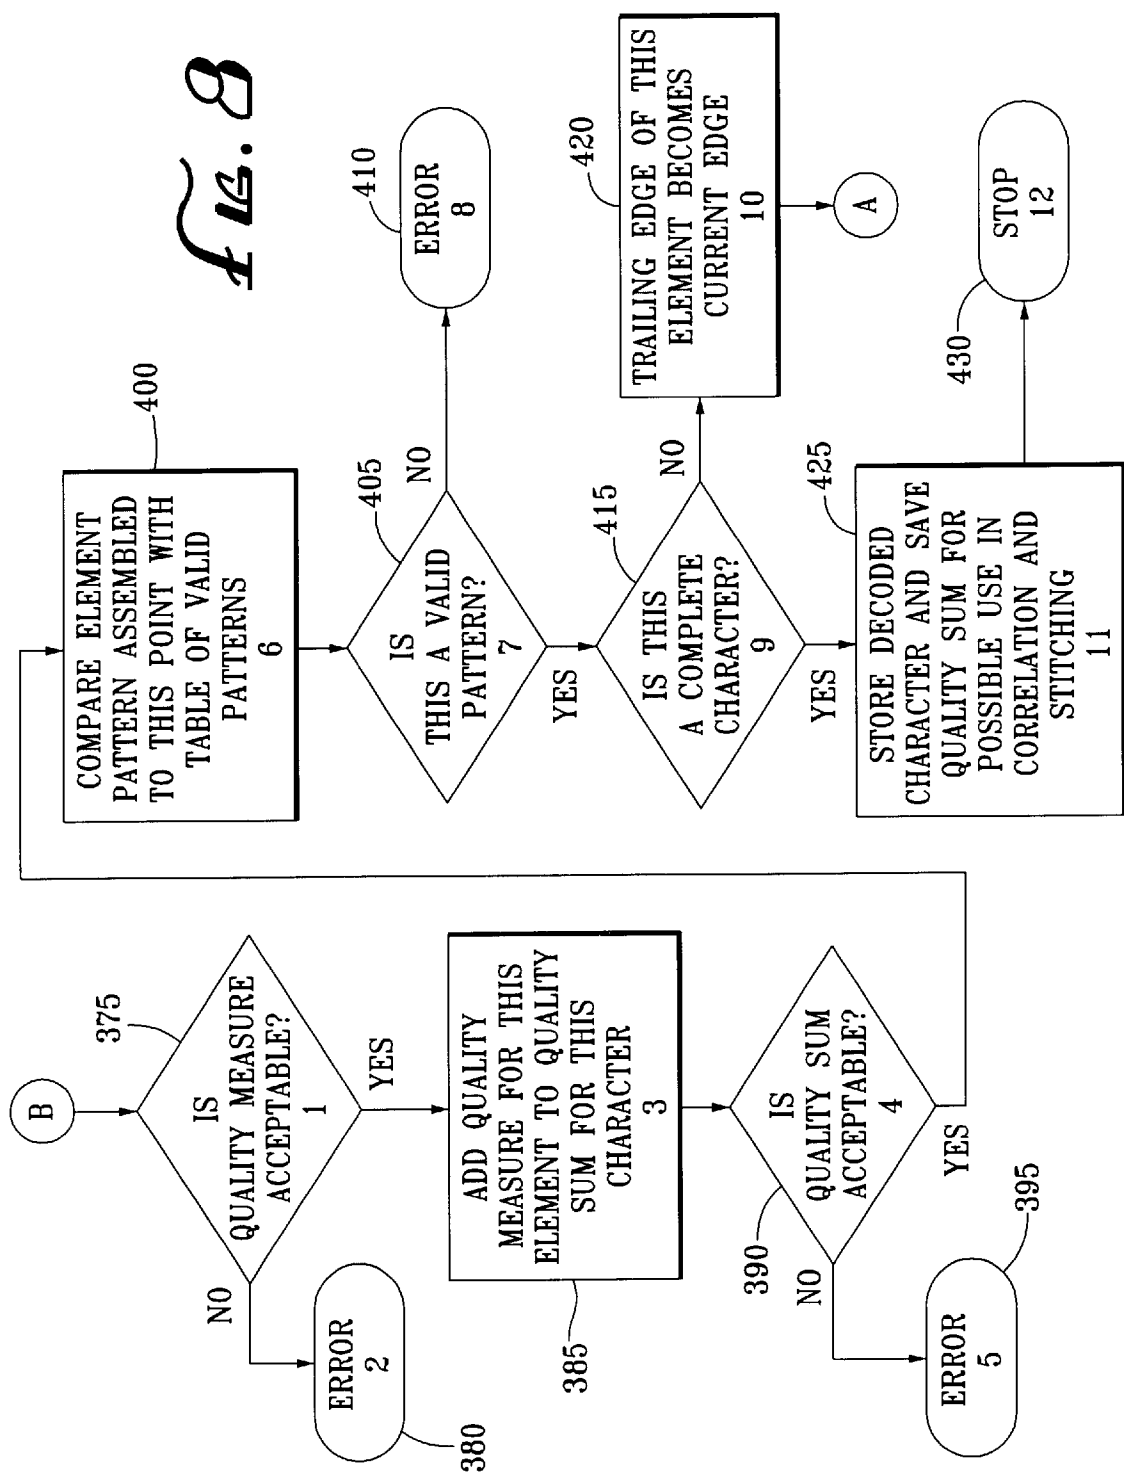 B
375
IS
QUALITY MEASURE
ACCEPTABLE?
1
NO
YES
ERROR
2
380
ADD QUALITY
MEASURE FOR THIS
ELEMENT TO QUALITY
SUM FOR THIS
CHARACTER
3
385
IS
QUALITY SUM
ACCEPTABLE?
4
390
NO
YES
ERROR
5
395
COMPARE ELEMENT
PATTERN ASSEMBLED
TO THIS POINT WITH
TABLE OF VALID
PATTERNS
6
400
IS
THIS A VALID
PATTERN?
7
405
NO
YES
ERROR
8
410
IS THIS
A COMPLETE
CHARACTER?
9
415
NO
YES
TRAILING EDGE OF THIS
ELEMENT BECOMES
CURRENT EDGE
10
420
A
STORE DECODED
CHARACTER AND SAVE
QUALITY SUM FOR
POSSIBLE USE IN
CORRELATION AND
STITCHING
11
425
STOP
12
430
FIG. 8